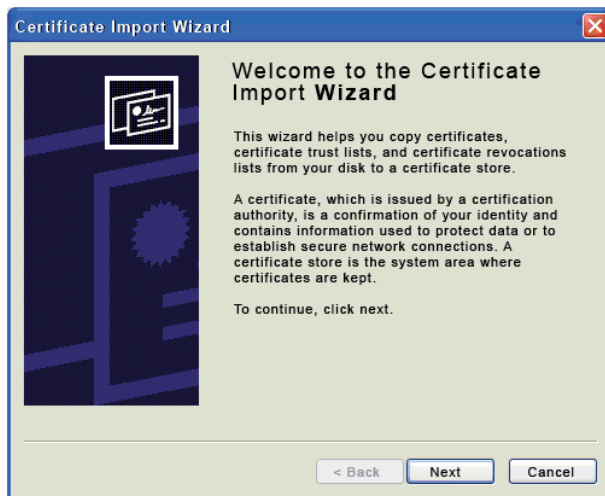 Certificate Import Wizard
Welcome to the Certificate
Import Wizard
This wizard helps you copy certificates,
certificate trust lists, and certificate revocations
lists from your disk to a certificate store.
A certificate, which is issued by a certification
authority, is a confirmation of your identity and
contains information used to protect data or to
establish secure network connections. A
certificate store is the system area where
certificates are kept.
To continue, click next.
< Back
Next
Cancel